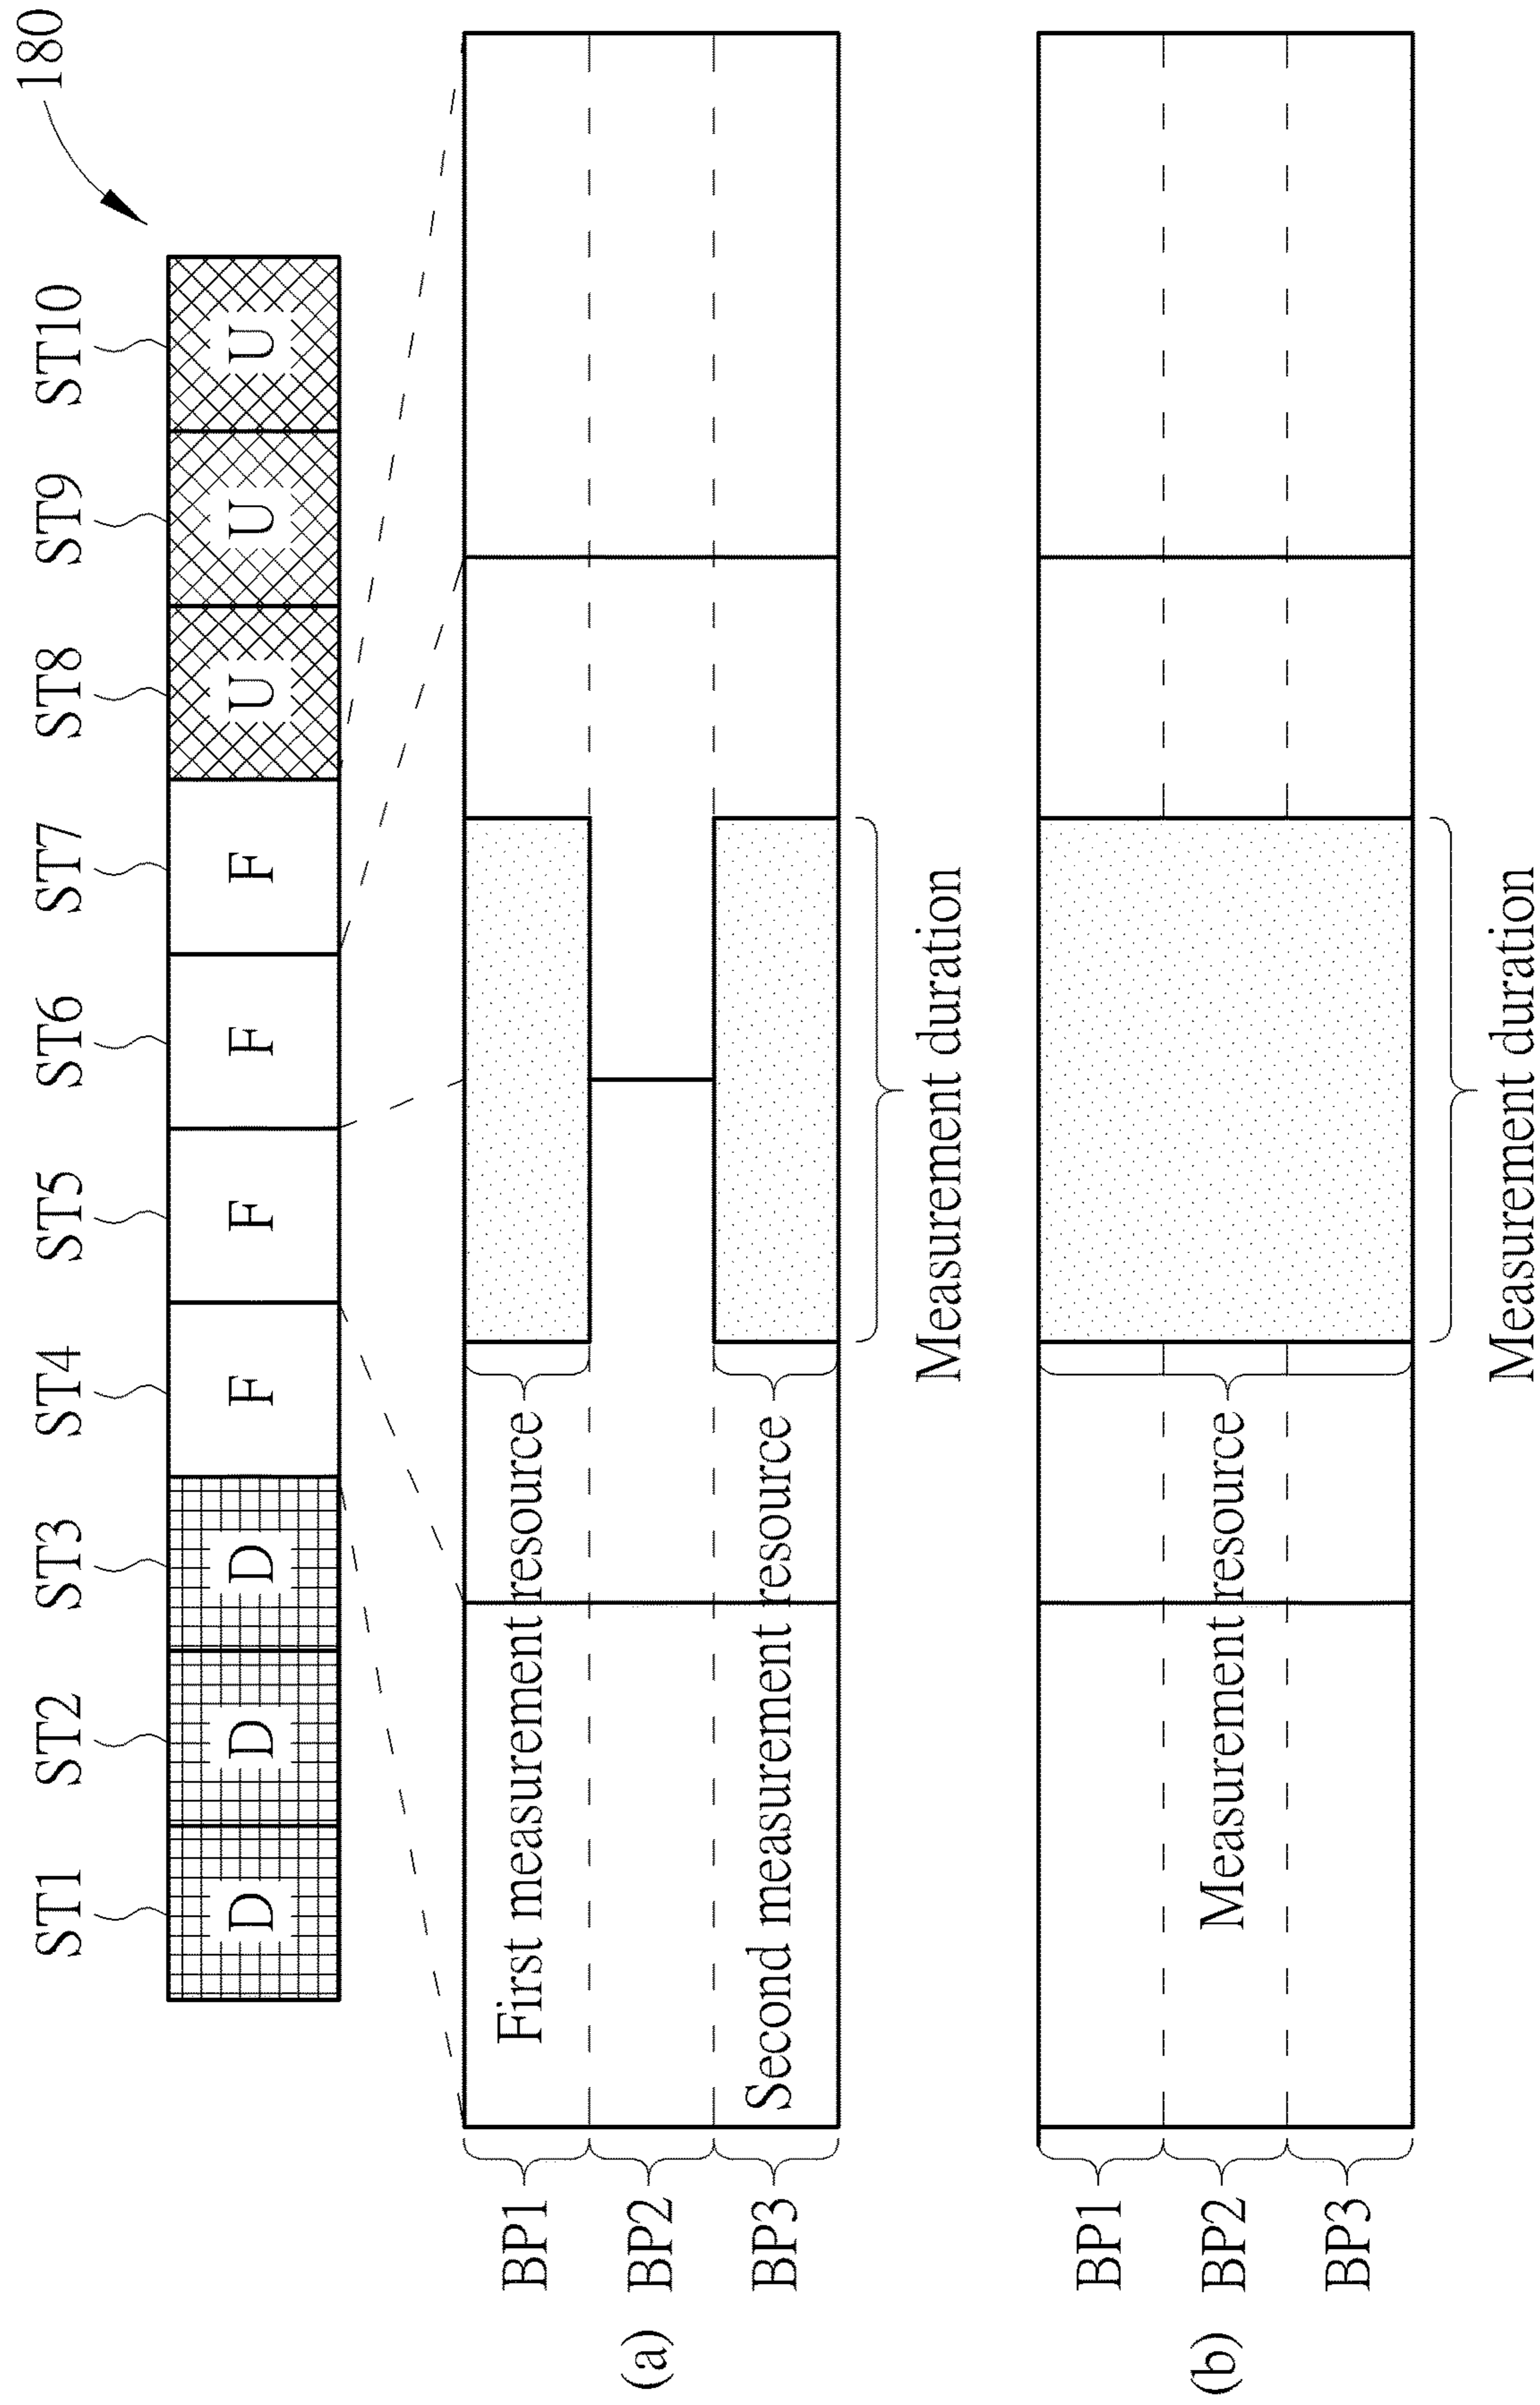 180
ST1 ST2 ST3 ST4 ST5 ST6 ST7 ST8 ST9 ST10
D D D F F F F U U U
(a)
BP1
First measurement resource
BP2
BP3
Second measurement resource
Measurement duration
(b)
BP1
BP2
Measurement resource
BP3
Measurement duration